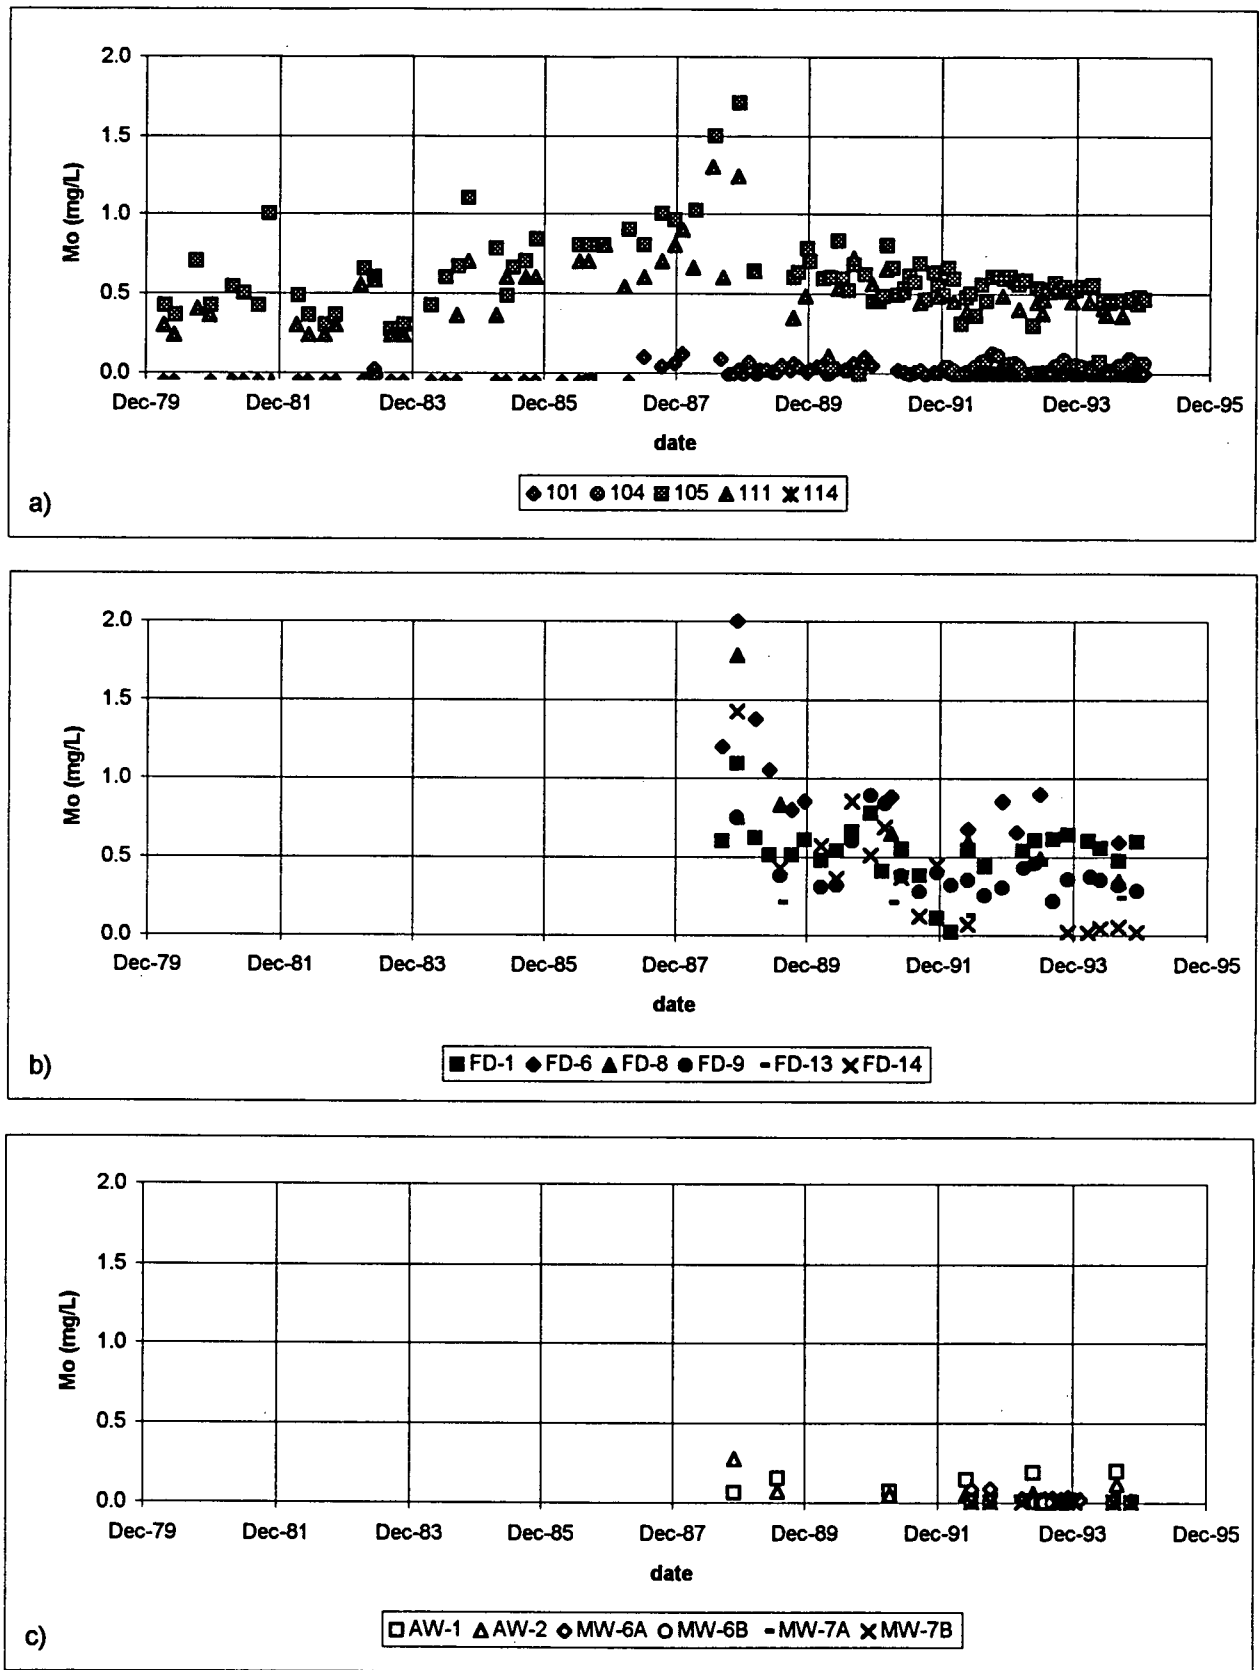 2.0
1.5
1.0
0.5
0.0
Mo (mg/L)
Dec-79 Dec-81 Dec-83 Dec-85 Dec-87 Dec-89 Dec-91 Dec-93 Dec-95
date
101 104 105 111 114
a)
2.0
1.5
1.0
0.5
0.0
Mo (mg/L)
Dec-79 Dec-81 Dec-83 Dec-85 Dec-87 Dec-89 Dec-91 Dec-93 Dec-95
date
FD-1 FD-6 FD-8 FD-9 FD-13 FD-14
b)
2.0
1.5
1.0
0.5
0.0
Mo (mg/L)
Dec-79 Dec-81 Dec-83 Dec-85 Dec-87 Dec-89 Dec-91 Dec-93 Dec-95
date
AW-1 AW-2 MW-6A MW-6B MW-7A MW-7B
c)